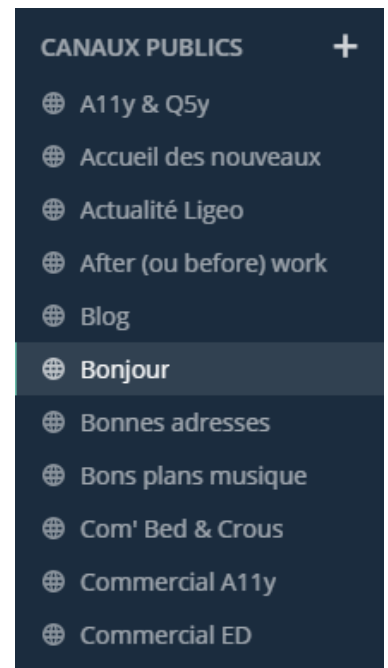 CANAUX PUBLICS +
A11y & Q5y
Accueil des nouveaux
Actualité Ligeo
After (ou before) work
Blog
Bonjour
Bonnes adresses
Bons plans musique
Com' Bed & Crous
Commercial A11y
Commercial ED